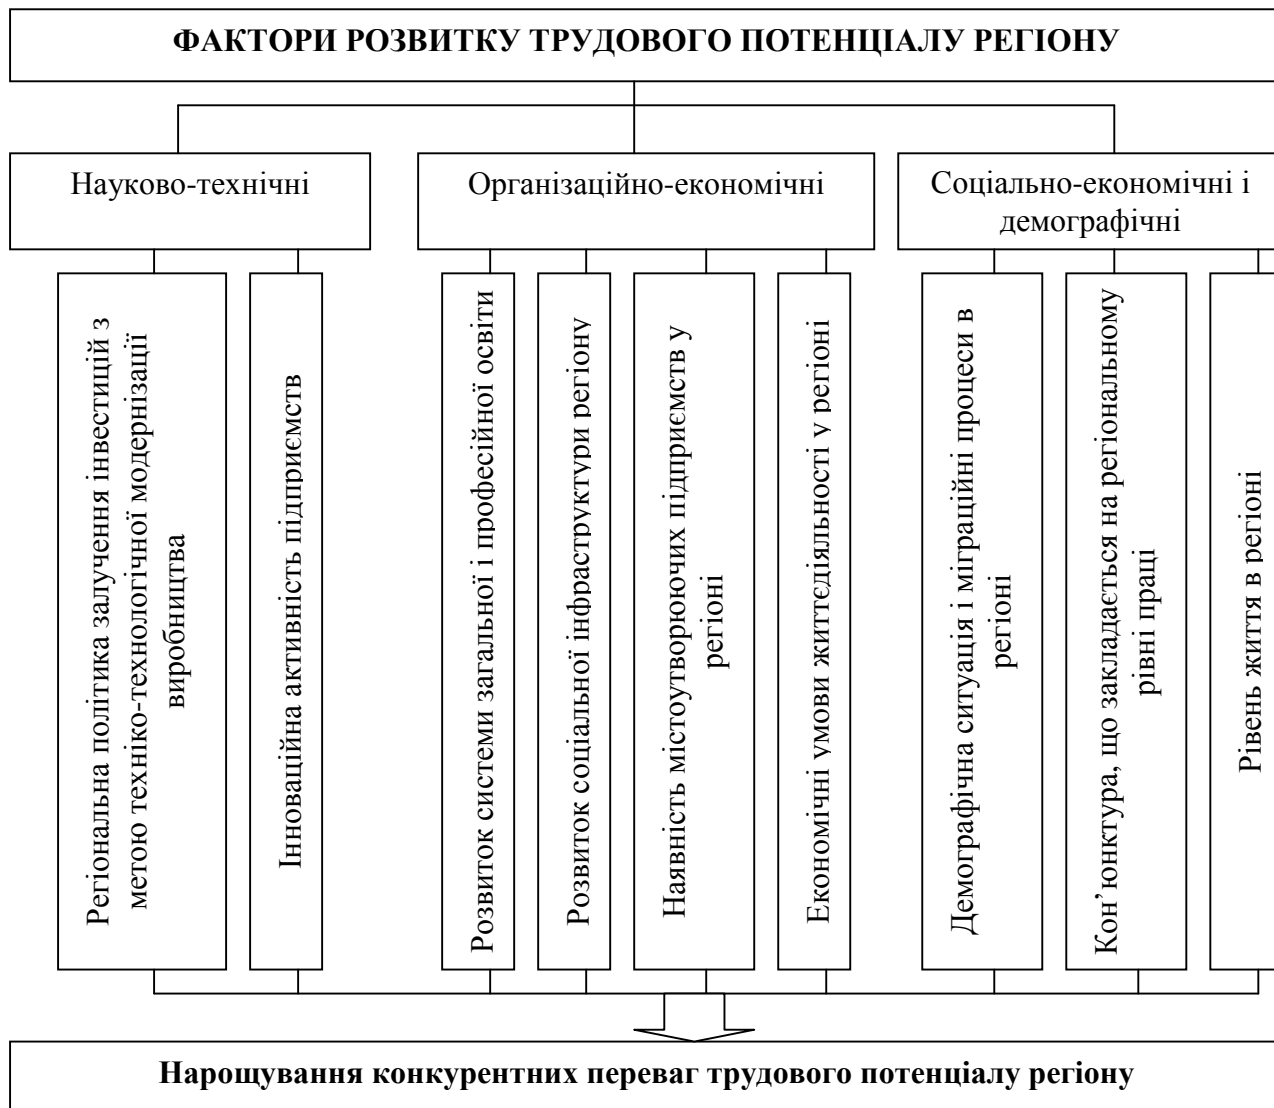 ФАКТОРИ РОЗВИТКУ ТРУДОВОГО ПОТЕНЦІАЛУ РЕГІОНУ
Науково-технічні
Організаційно-економічні
Соціально-економічні і
демографічні
Регіональна політика залучення інвестицій з
метою техніко-технологічної модернізації
виробництва
Інноваційна активність підприємств
Розвиток системи загальної і професійної освіти
Розвиток соціальної інфраструктури регіону
Наявність містоутворюючих підприємств у
регіоні
Економічні умови життєдіяльності у регіоні
Демографічна ситуація і міграційні процеси в
регіоні
Кон’юнктура, що закладається на регіональному
рівні праці
Рівень життя в регіоні
Нарощування конкурентних переваг трудового потенціалу регіону